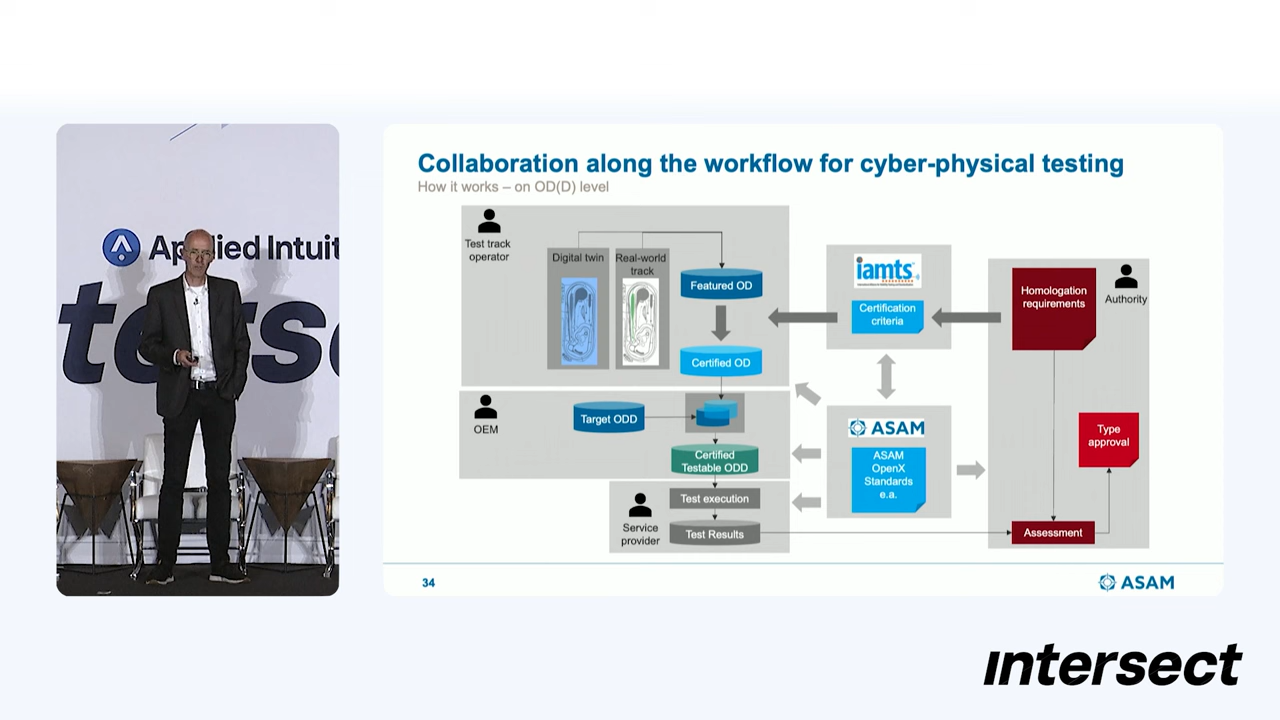 Applied Intuit
terse
Collaboration along the workflow for cyber-physical testing
How it works – on OD(D) level
Test track
operator
Digital twin
Real-world
track
Featured OD
Certified OD
OEM
Target ODD
Certified
Testable ODD
Service
provider
Test execution
Test Results
iamts
Certification
criteria
ASAM
ASAM
OpenX
Standards
e.a.
Homologation
requirements
Authority
Type
approval
Assessment
34
ASAM
intersect